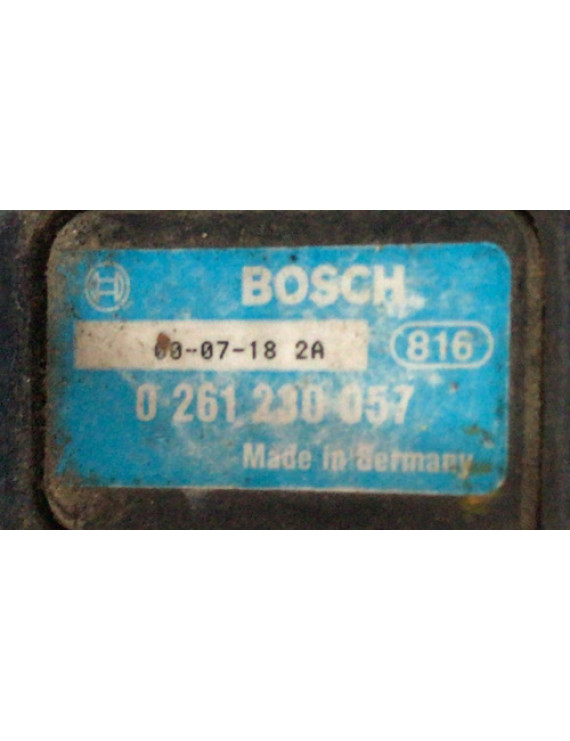 BOSCH
00-07-18 2A
816
0 261 230 057
Made in Germany